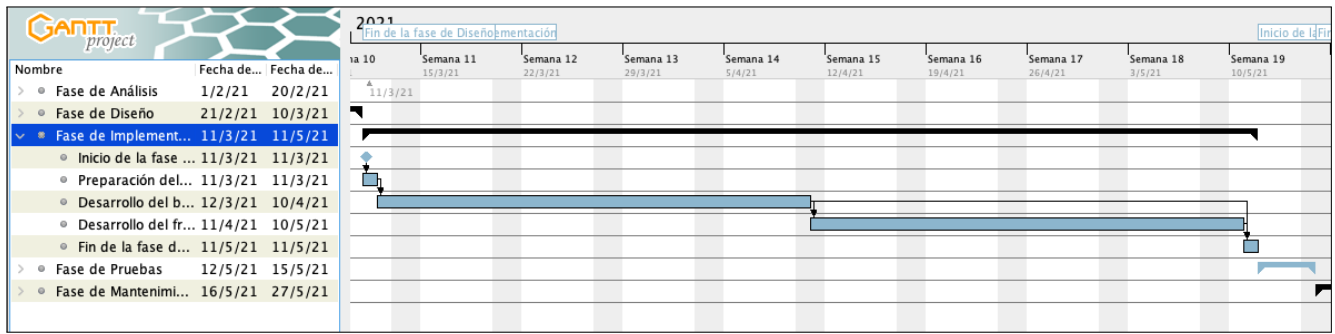 GANTT
project
2021
Fin de la fase de Diseño ementación
Inicio de la Fin
na 10 Semana 11 Semana 12 Semana 13 Semana 14 Semana 15 Semana 16 Semana 17 Semana 18 Semana 19
15/3/21 22/3/21 29/3/21 5/4/21 12/4/21 19/4/21 26/4/21 3/5/21 10/5/21
11/3/21
Nombre Fecha de... Fecha de...
Fase de Análisis 1/2/21 20/2/21
Fase de Diseño 21/2/21 10/3/21
Fase de Implement... 11/3/21 11/5/21
Inicio de la fase ... 11/3/21 11/3/21
Preparación del... 11/3/21 11/3/21
Desarrollo del b... 12/3/21 10/4/21
Desarrollo del fr... 11/4/21 10/5/21
Fin de la fase d... 11/5/21 11/5/21
Fase de Pruebas 12/5/21 15/5/21
Fase de Mantenimi... 16/5/21 27/5/21